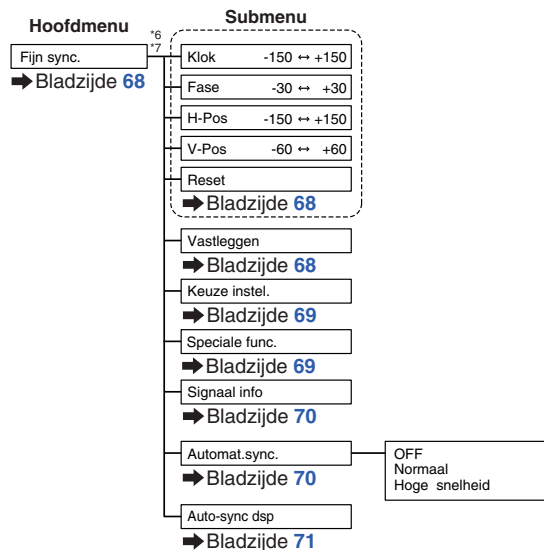 Hoofdmenu
Submenu
*6
*7
Fijn sync.
➡ Bladzijde 68
Klok -150 ↔ +150
Fase -30 ↔ +30
H-Pos -150 ↔ +150
V-Pos -60 ↔ +60
Reset
➡ Bladzijde 68
Vastleggen
➡ Bladzijde 68
Keuze instel.
➡ Bladzijde 69
Speciale func.
➡ Bladzijde 69
Signaal info
➡ Bladzijde 70
Automat.sync.
➡ Bladzijde 70
OFF
Normaal
Hoge snelheid
Auto-sync dsp
➡ Bladzijde 71